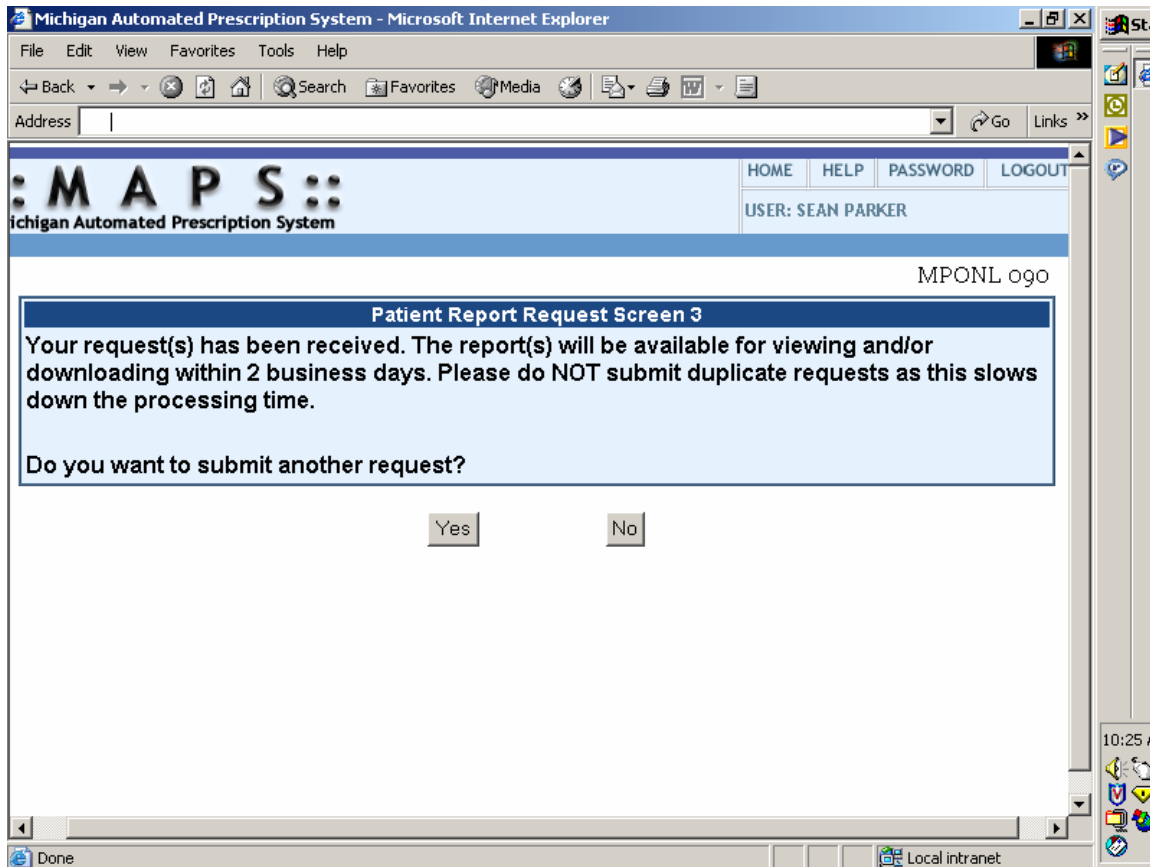 Michigan Automated Prescription System - Microsoft Internet Explorer
File Edit View Favorites Tools Help
Back Search Favorites Media
Address Go Links »
: M A P S ::
ichigan Automated Prescription System
HOME HELP PASSWORD LOGOUT
USER: SEAN PARKER
MPONL 090
Patient Report Request Screen 3
Your request(s) has been received. The report(s) will be available for viewing and/or
downloading within 2 business days. Please do NOT submit duplicate requests as this slows
down the processing time.
Do you want to submit another request?
Yes No
Done Local intranet
St
10:25